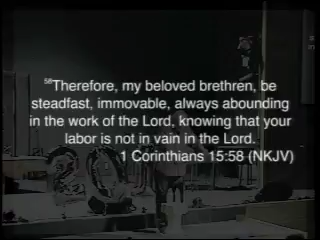 58Therefore, my beloved brethren, be
steadfast, immovable, always abounding
in the work of the Lord, knowing that your
labor is not in vain in the Lord.
1 Corinthians 15:58 (NKJV)